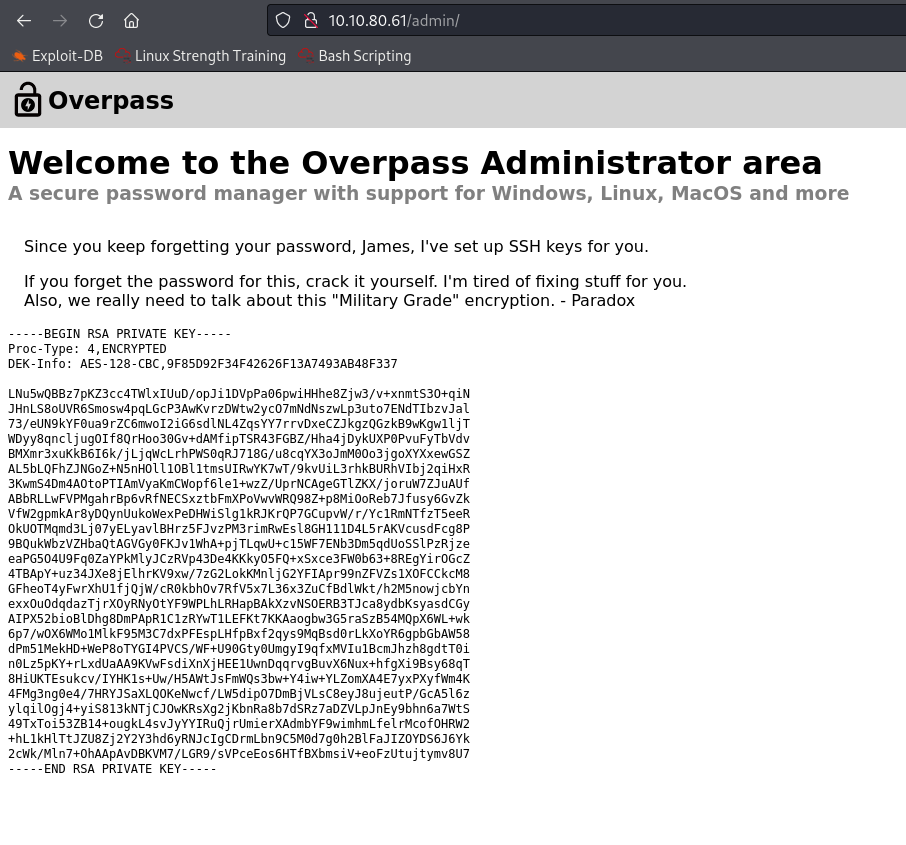 10.10.80.61/admin/
Exploit-DB Linux Strength Training Bash Scripting
Overpass
Welcome to the Overpass Administrator area
A secure password manager with support for Windows, Linux, MacOS and more
Since you keep forgetting your password, James, I've set up SSH keys for you.
If you forget the password for this, crack it yourself. I'm tired of fixing stuff for you.
Also, we really need to talk about this "Military Grade" encryption. - Paradox
-----BEGIN RSA PRIVATE KEY-----
Proc-Type: 4,ENCRYPTED
DEK-Info: AES-128-CBC,9F85D92F34F42626F13A7493AB48F337
LNu5wQBBz7pKZ3cc4TWlxIUuD/opJi1DVpPa06pwiHHhe8Zjw3/v+xnmtS3O+qiN
JHnLS8oUVR6Smosw4pqLGcP3AwKvrzDWtw2ycO7mNdNszwLp3uto7ENdTIbzvJal
73/eUN9kYF0ua9rZC6mwoI2iG6sdlNL4ZqsYY7rrvDxeCZJkgzQGzkB9wKgw1ljT
WDyy8qncljugOIf8QrHoo30Gv+dAMfipTSR43FGBZ/Hha4jDykUXP0PvuFyTbVdv
BMXmr3xuKkB6I6k/jLjqWcLrhPWS0qRJ718G/u8cqYX3oJmM0Oo3jgoXYXxewGSZ
AL5bLQFhZJNGoZ+N5nHOll1OBl1tmsUIRwYK7wT/9kvUiL3rhkBURhVIbj2qiHxR
3KwmS4Dm4AOtoPTIAmVyaKmCWopf6le1+wzZ/UprNCAgeGTlZKX/joruW7ZJuAUf
ABbRLLwFVPMgahrBp6vRfNECSxztbFmXPoVwvWRQ98Z+p8MiOoReb7Jfusy6GvZk
VfW2gpmkAr8yDQynUukoWexPeDHWiSlg1kRJKrQP7GCupvW/r/Yc1RmNTfzT5eeR
OkUOTMqmd3Lj07yELyavlBHrz5FJvzPM3rimRwEsl8GH111D4L5rAKVcusdFcg8P
9BQukWbzVZHbaQtAGVGy0FKJv1WhA+pjTLqwU+c15WF7ENb3Dm5qdUoSSlPzRjze
eaPG5O4U9Fq0ZaYPkMlyJCzRVp43De4KKkyO5FQ+xSxce3FW0b63+8REgYirOGcZ
4TBApY+uz34JXe8jElhrKV9xw/7zG2LokKMnljG2YFIApr99nZFVZs1XOFCCkcM8
GFheoT4yFwrXhU1fjQjW/cR0kbhOv7RfV5x7L36x3ZuCfBdlWkt/h2M5nowjcbYn
exxOuOdqdazTjrXOyRNyOtYF9WPLhLRHapBAkXzvNSOERB3TJca8ydbKsyasdCGy
AIPX52bioBlDhg8DmPApR1C1zRYwT1LEFKt7KKAaogbw3G5raSzB54MQpX6WL+wk
6p7/wOX6WMo1MlkF95M3C7dxPFEspLHfpBxf2qys9MqBsd0rLkXoYR6gpbGbAW58
dPm51MekHD+WeP8oTYGI4PVCS/WF+U90Gty0UmgyI9qfxMVIu1BcmJhzh8gdtT0i
n0Lz5pKY+rLxdUaAA9KVwFsdiXnXjHEE1UwnDqqrvgBuvX6Nux+hfgXi9Bsy68qT
8HiUKTEsukcv/IYHK1s+Uw/H5AWtJsFmWQs3bw+Y4iw+YLZomXA4E7yxPXyfWm4K
4FMg3ng0e4/7HRYJSaXLQOKeNwcf/LW5dipO7DmBjVLsC8eyJ8ujeutP/GcA5l6z
ylqilOgj4+yiS813kNTjCJOwKRsXg2jKbnRa8b7dSRz7aDZVLpJnEy9bhn6a7WtS
49TxToi53ZB14+ougkL4svJyYYIRuQjrUmierXAdmbYF9wimhmLfelrMcofOHRW2
+hL1kHlTtJZU8Zj2Y2Y3hd6yRNJcIgCDrmLbn9C5M0d7g0h2BlFaJIZOYDS6J6Yk
2cWk/Mln7+OhAApAvDBKVM7/LGR9/sVPceEos6HTfBXbmsiV+eoFzUtujtymv8U7
-----END RSA PRIVATE KEY-----